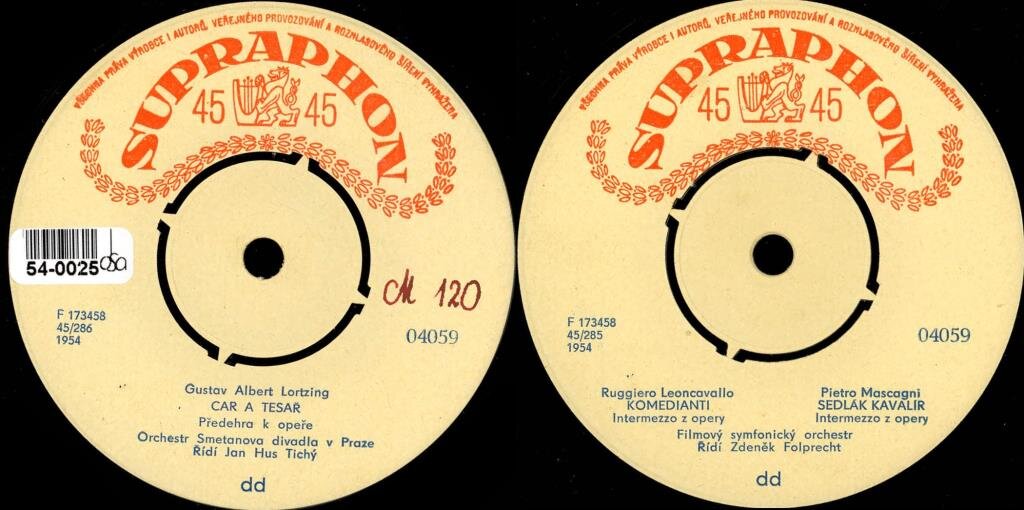 VŠECHNA PRÁVA VÝROBCE I AUTORŮ, VEŘEJNÉHO PROVOZOVÁNÍ A ROZHLASOVÉHO ŠÍŘENÍ VYHRAŽENA
SUPRAPHON
45 45
54-0025
M 120
F 173458
45/286
1954
04059
Gustav Albert Lortzing
CAR A TESAŘ
Předehra k opeře
Orchestr Smetanova divadla v Praze
Řídí Jan Hus Tichý
dd
VŠECHNA PRÁVA VÝROBCE I AUTORŮ, VEŘEJNÉHO PROVOZOVÁNÍ A ROZHLASOVÉHO ŠÍŘENÍ VYHRAŽENA
SUPRAPHON
45 45
F 173458
45/285
1954
04059
Ruggiero Leoncavallo
KOMEDIANTI
Intermezzo z opery
Pietro Mascagni
SEDLÁK KAVALÍR
Intermezzo z opery
Filmový symfonický orchestr
Řídí Zdeněk Folprecht
dd